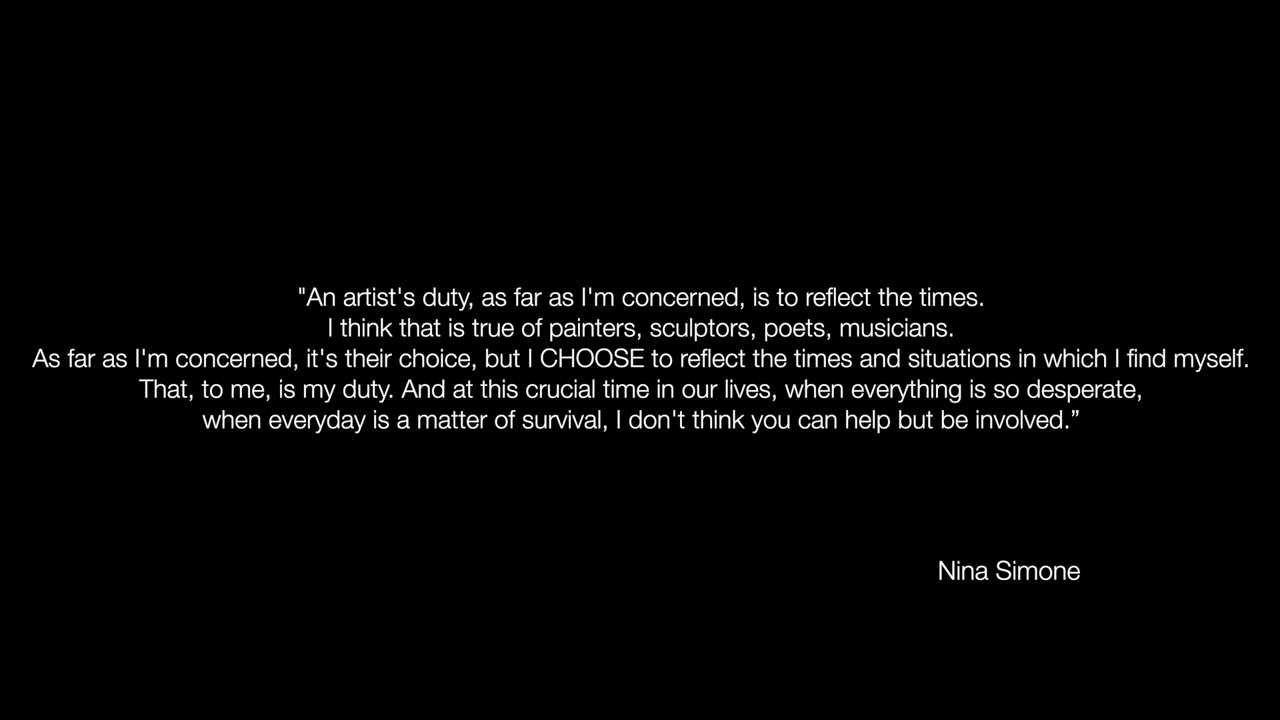 "An artist's duty, as far as I'm concerned, is to reflect the times.
I think that is true of painters, sculptors, poets, musicians.
As far as I'm concerned, it's their choice, but I CHOOSE to reflect the times and situations in which I find myself.
That, to me, is my duty. And at this crucial time in our lives, when everything is so desperate,
when everyday is a matter of survival, I don't think you can help but be involved.”
Nina Simone